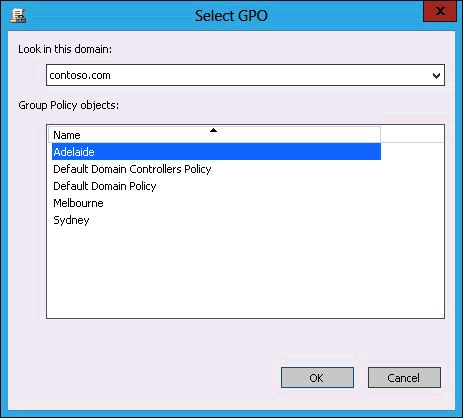 Select GPO
X
Look in this domain:
contoso.com
Group Policy objects:
Name
Adelaide
Default Domain Controllers Policy
Default Domain Policy
Melbourne
Sydney
OK Cancel